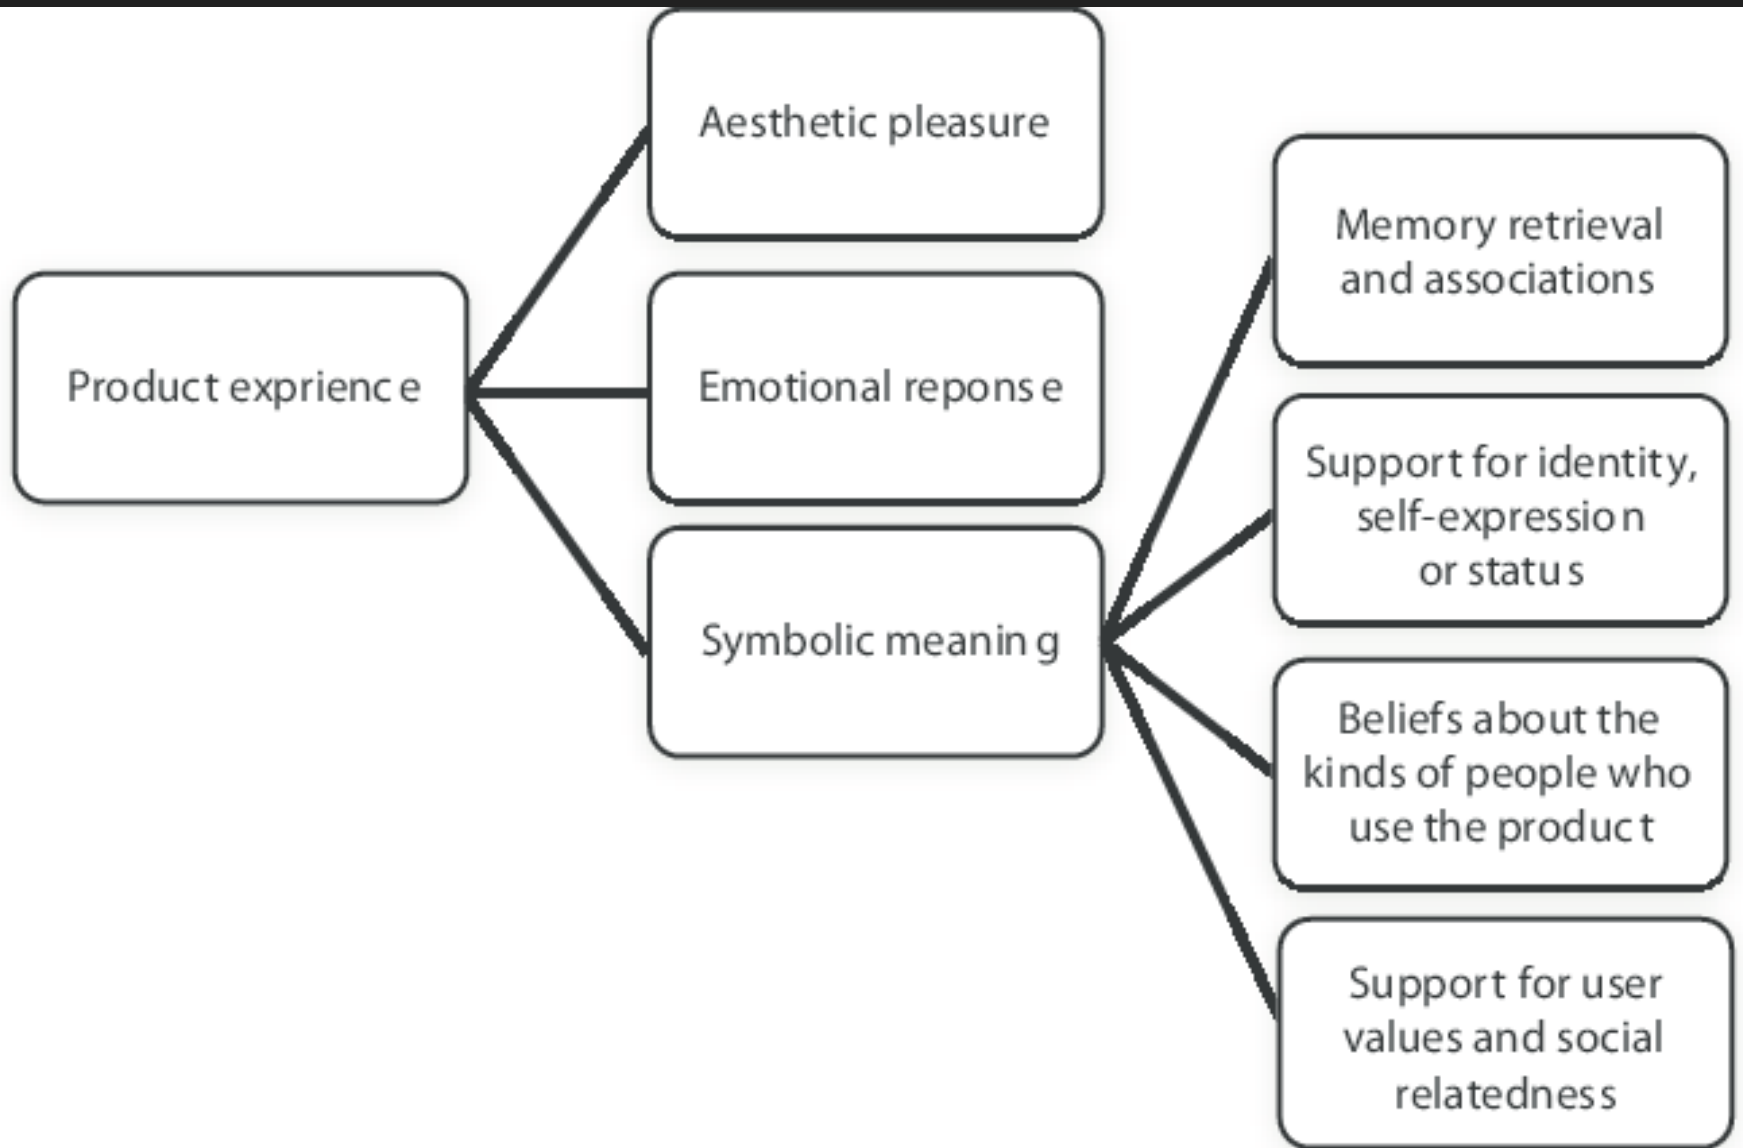 Aesthetic pleasure
Product exprience
Emotional reponse
Symbolic meaning
Memory retrieval
and associations
Support for identity,
self-expression
or status
Beliefs about the
kinds of people who
use the product
Support for user
values and social
relatedness